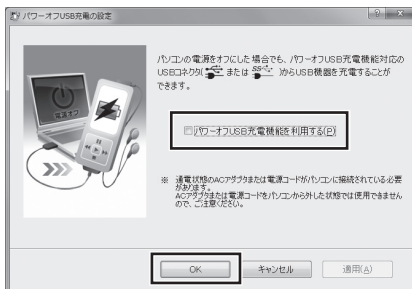 パワーオフUSB充電の設定
パソコンの電源をオフにした場合でも、パワーオフUSB充電機能対応の
USBコネクタ( または SS )からUSB機器を充電することが
できます。
電源オフ
パワーオフUSB充電機能を利用する(P)
※ 通電状態のACアダプタまたは電源コードがパソコンに接続されている必要
があります。
ACアダプタまたは電源コードをパソコンから外した状態では使用できません
ので、ご注意ください。
OK キャンセル 適用(A)